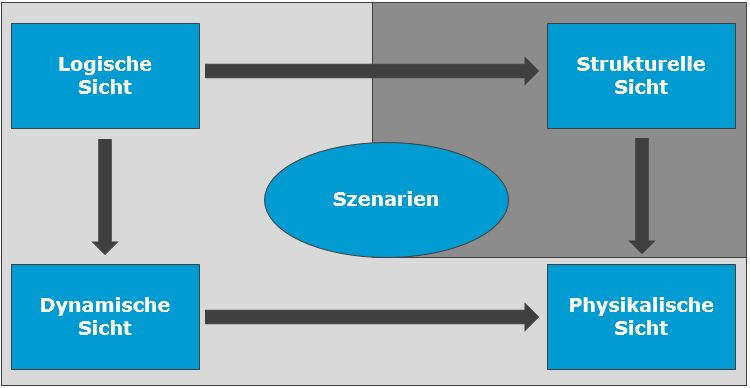 Logische
Sicht
Strukturelle
Sicht
Szenarien
Dynamische
Sicht
Physikalische
Sicht